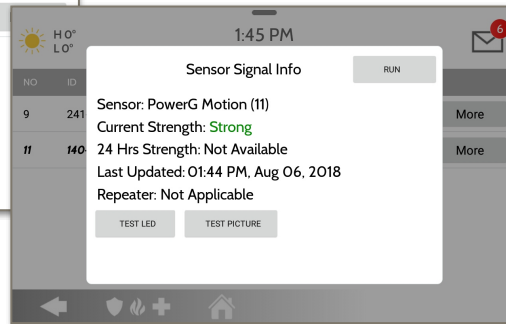 H 0°
L 0°
1:45 PM
6
Sensor Signal Info
RUN
NO
ID
Sensor: PowerG Motion (11)
9
241
More
Current Strength: Strong
24 Hrs Strength: Not Available
11
140-
More
Last Updated: 01:44 PM, Aug 06, 2018
Repeater: Not Applicable
TEST LED
TEST PICTURE